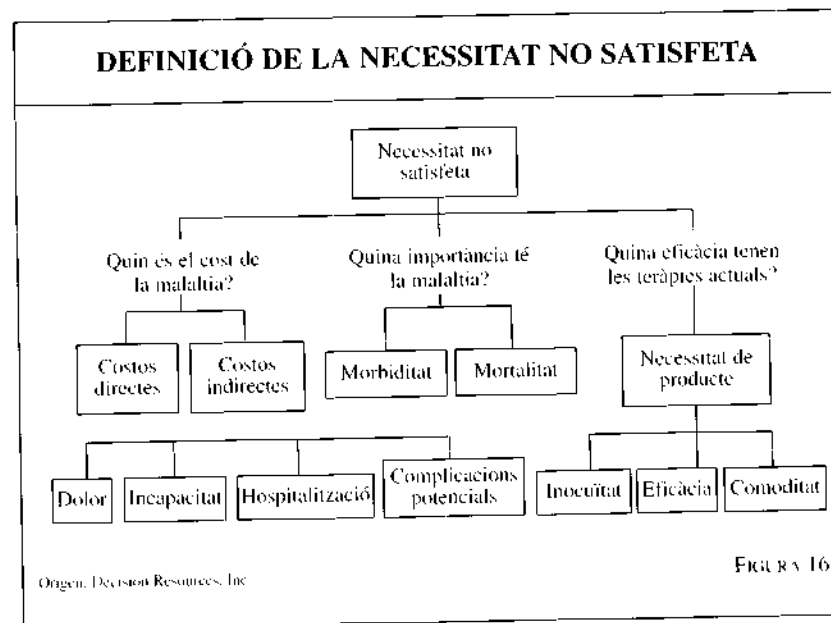 DEFINICIÓ DE LA NECESSITAT NO SATISFETA
Necessitat no
satisfeta
Quin és el cost de
la malaltia?
Quina importància té
la malaltia?
Quina eficàcia tenen
les teràpies actuals?
Costos
directes
Costos
indirectes
Morbiditat
Mortalitat
Necessitat de
producte
Dolor
Incapacitat
Hospitalització
Complicacions
potencials
Inocuïtat
Eficàcia
Comoditat
Origen: Decision Resources, Inc
FIGURA 16